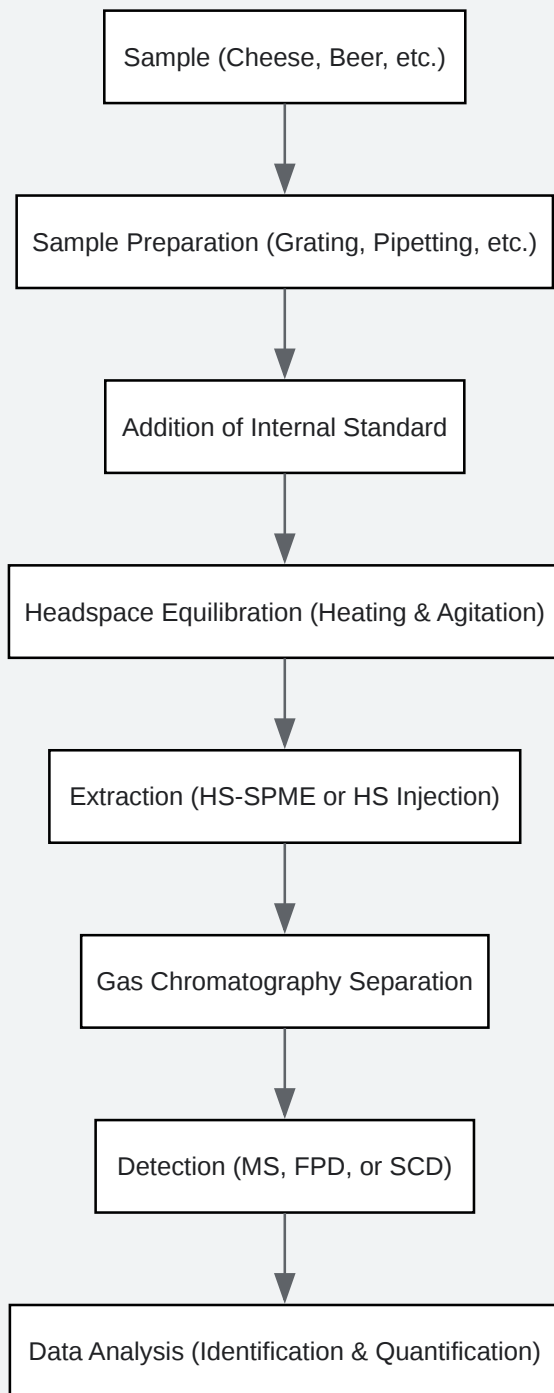 Sample (Cheese, Beer, etc.)
Sample Preparation (Grating, Pipetting, etc.)
Addition of Internal Standard
Headspace Equilibration (Heating & Agitation)
Extraction (HS-SPME or HS Injection)
Gas Chromatography Separation
Detection (MS, FPD, or SCD)
Data Analysis (Identification & Quantification)